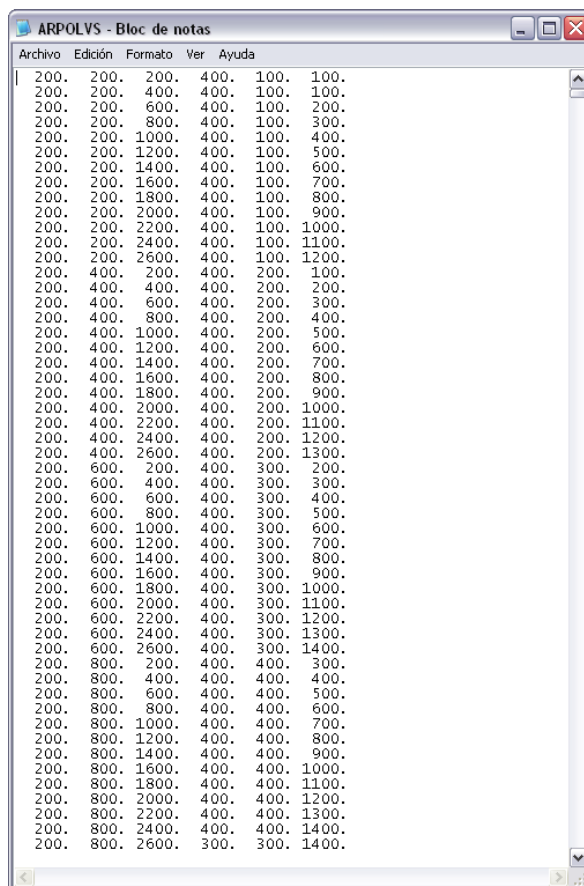 ARPOLVS - Bloc de notas
Archivo Edición Formato Ver Ayuda
200. 200. 200. 400. 100. 100.
200. 200. 400. 400. 100. 100.
200. 200. 600. 400. 100. 200.
200. 200. 800. 400. 100. 300.
200. 200. 1000. 400. 100. 400.
200. 200. 1200. 400. 100. 500.
200. 200. 1400. 400. 100. 600.
200. 200. 1600. 400. 100. 700.
200. 200. 1800. 400. 100. 800.
200. 200. 2000. 400. 100. 900.
200. 200. 2200. 400. 100. 1000.
200. 200. 2400. 400. 100. 1100.
200. 200. 2600. 400. 100. 1200.
200. 400. 200. 400. 200. 100.
200. 400. 400. 400. 200. 200.
200. 400. 600. 400. 200. 300.
200. 400. 800. 400. 200. 400.
200. 400. 1000. 400. 200. 500.
200. 400. 1200. 400. 200. 600.
200. 400. 1400. 400. 200. 700.
200. 400. 1600. 400. 200. 800.
200. 400. 1800. 400. 200. 900.
200. 400. 2000. 400. 200. 1000.
200. 400. 2200. 400. 200. 1100.
200. 400. 2400. 400. 200. 1200.
200. 400. 2600. 400. 200. 1300.
200. 600. 200. 400. 300. 200.
200. 600. 400. 400. 300. 300.
200. 600. 600. 400. 300. 400.
200. 600. 800. 400. 300. 500.
200. 600. 1000. 400. 300. 600.
200. 600. 1200. 400. 300. 700.
200. 600. 1400. 400. 300. 800.
200. 600. 1600. 400. 300. 900.
200. 600. 1800. 400. 300. 1000.
200. 600. 2000. 400. 300. 1100.
200. 600. 2200. 400. 300. 1200.
200. 600. 2400. 400. 300. 1300.
200. 600. 2600. 400. 300. 1400.
200. 800. 200. 400. 400. 300.
200. 800. 400. 400. 400. 400.
200. 800. 600. 400. 400. 500.
200. 800. 800. 400. 400. 600.
200. 800. 1000. 400. 400. 700.
200. 800. 1200. 400. 400. 800.
200. 800. 1400. 400. 400. 900.
200. 800. 1600. 400. 400. 1000.
200. 800. 1800. 400. 400. 1100.
200. 800. 2000. 400. 400. 1200.
200. 800. 2200. 400. 400. 1300.
200. 800. 2400. 400. 400. 1400.
200. 800. 2600. 300. 300. 1400.